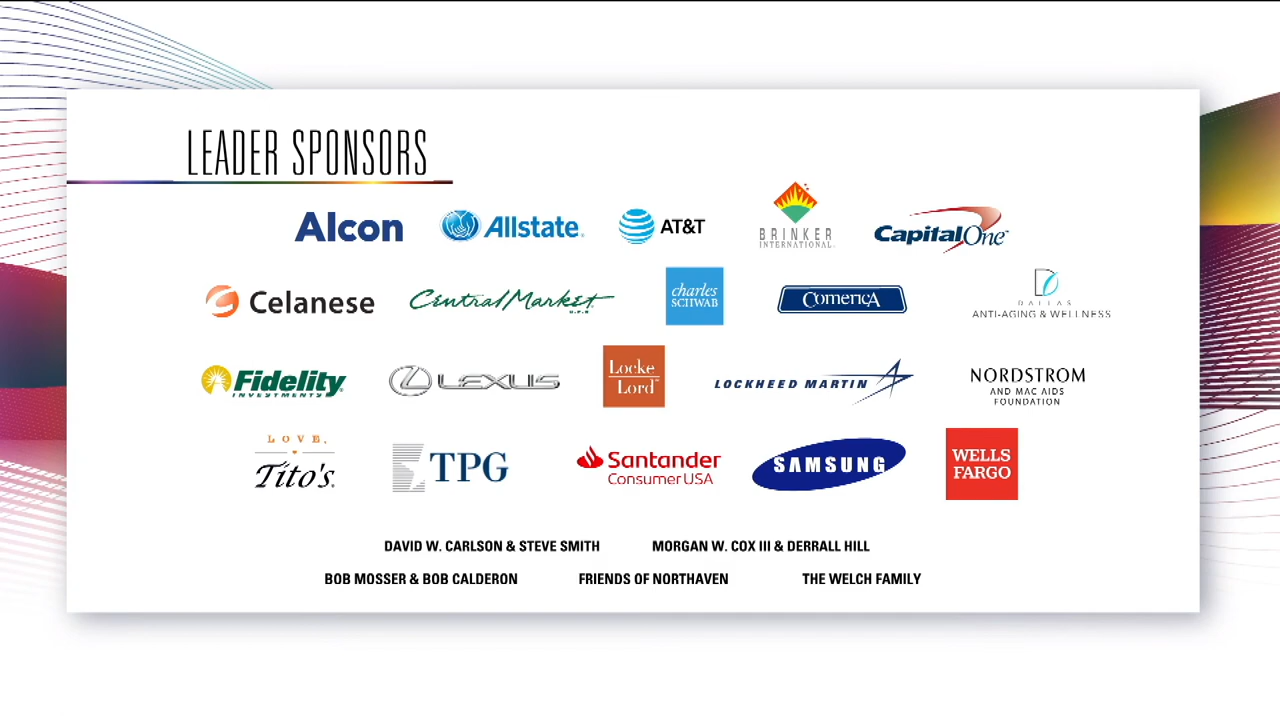 LEADER SPONSORS
Alcon
Allstate
AT&T
BRINKER
INTERNATIONAL
Capital One
Celanese
Central Market
charles
SCHWAB
Comerica
DALLAS
ANTI-AGING & WELLNESS
Fidelity
INVESTMENTS
LEXUS
Locke
Lord
LOCKHEED MARTIN
NORDSTROM
AND MAC AIDS
FOUNDATION
LOVE,
Tito's
TPG
Santander
Consumer USA
SAMSUNG
WELLS
FARGO
DAVID W. CARLSON & STEVE SMITH
MORGAN W. COX III & DERRALL HILL
BOB MOSSER & BOB CALDERON
FRIENDS OF NORTHAVEN
THE WELCH FAMILY